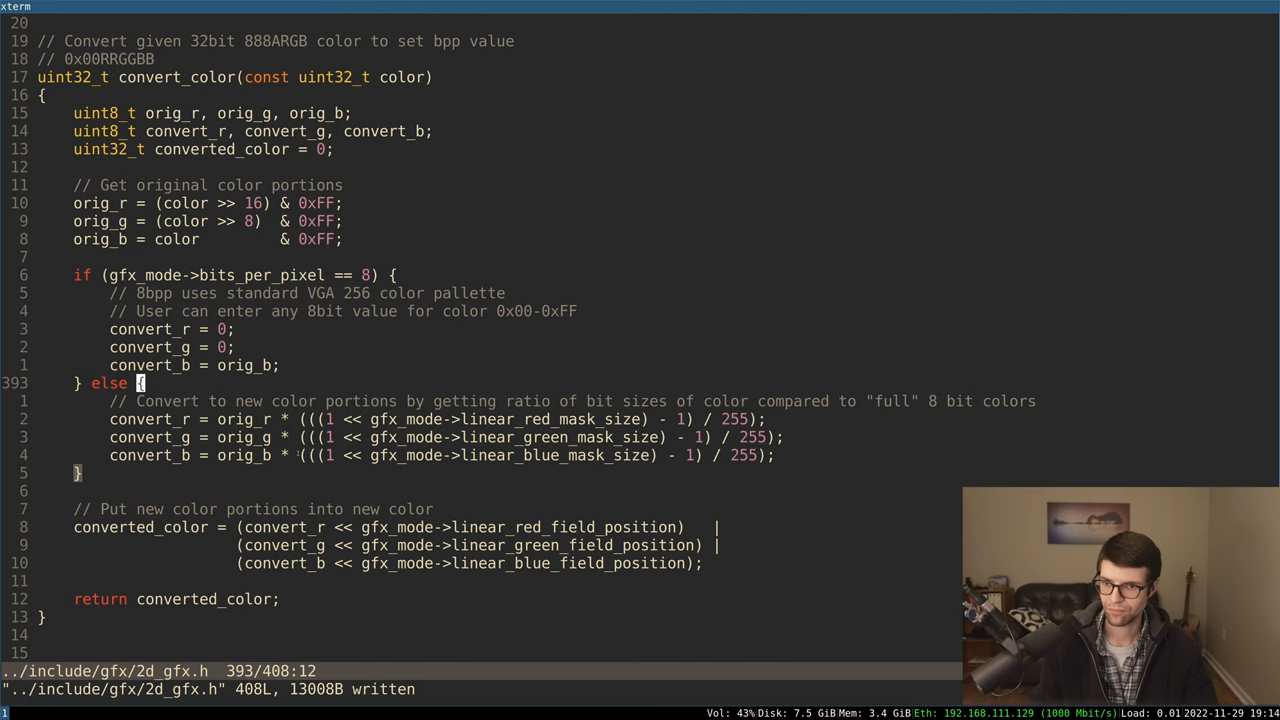 xterm
20
19 // Convert given 32bit 888ARGB color to set bpp value
18 // 0x00RRGGBB
17 uint32_t convert_color(const uint32_t color)
16 {
15     uint8_t orig_r, orig_g, orig_b;
14     uint8_t convert_r, convert_g, convert_b;
13     uint32_t converted_color = 0;
12
11     // Get original color portions
10     orig_r = (color >> 16) & 0xFF;
9     orig_g = (color >> 8)  & 0xFF;
8     orig_b = color         & 0xFF;
7
6     if (gfx_mode->bits_per_pixel == 8) {
5         // 8bpp uses standard VGA 256 color pallette
4         // User can enter any 8bit value for color 0x00-0xFF
3         convert_r = 0;
2         convert_g = 0;
1         convert_b = orig_b;
393     } else {
1         // Convert to new color portions by getting ratio of bit sizes of color compared to "full" 8 bit colors
2         convert_r = orig_r * (((1 << gfx_mode->linear_red_mask_size) - 1) / 255);
3         convert_g = orig_g * (((1 << gfx_mode->linear_green_mask_size) - 1) / 255);
4         convert_b = orig_b * (((1 << gfx_mode->linear_blue_mask_size) - 1) / 255);
5     }
6
7     // Put new color portions into new color
8     converted_color = (convert_r << gfx_mode->linear_red_field_position)   |
9                       (convert_g << gfx_mode->linear_green_field_position) |
10                       (convert_b << gfx_mode->linear_blue_field_position);
11
12     return converted_color;
13 }
14
15
../include/gfx/2d_gfx.h  393/408:12
"../include/gfx/2d_gfx.h" 408L, 13008B written
1 Vol: 43% Disk: 7.5 GiB Mem: 3.4 GiB Eth: 192.168.111.129 (1000 Mbit/s) Load: 0.01 2022-11-29 19:14